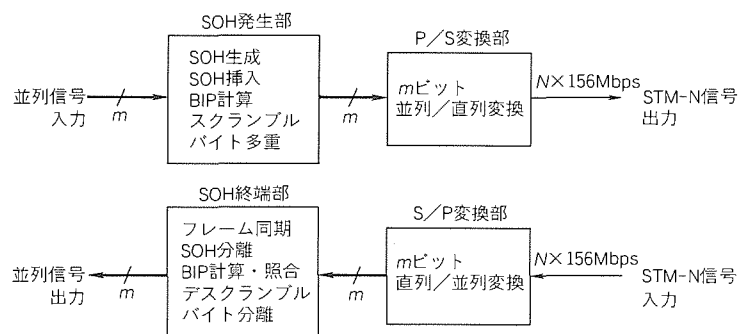 SOH発生部
SOH生成
SOH挿入
BIP計算
スクランブル
バイト多重
並列信号
入力
m
m
P/S変換部
mビット
並列/直列変換
N×156Mbps
STM-N信号
出力
SOH終端部
フレーム同期
SOH分離
BIP計算・照合
デスクランブル
バイト分離
並列信号
出力
m
m
S/P変換部
mビット
直列/並列変換
N×156Mbps
STM-N信号
入力